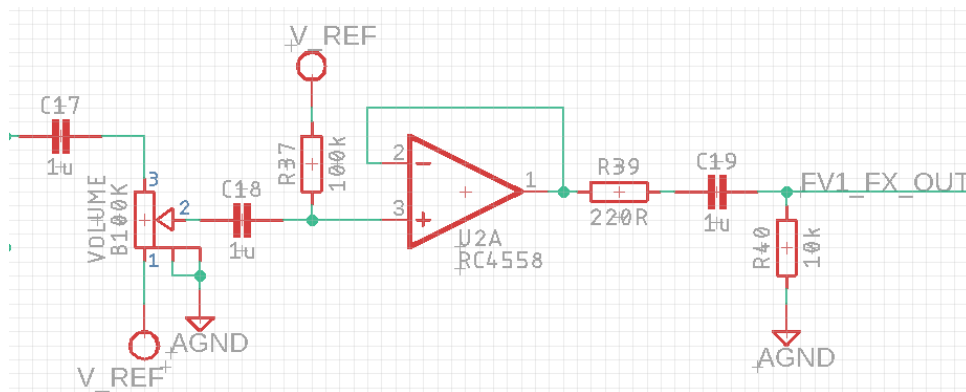 V_REF
C17
1u
VOLUME
B100K
3
2
1
V_REF
AGND
C18
1u
R37
100k
2
3
1
U2A
RC4558
R39
220R
C19
1u
FV1_FX_OUT
R40
10k
AGND